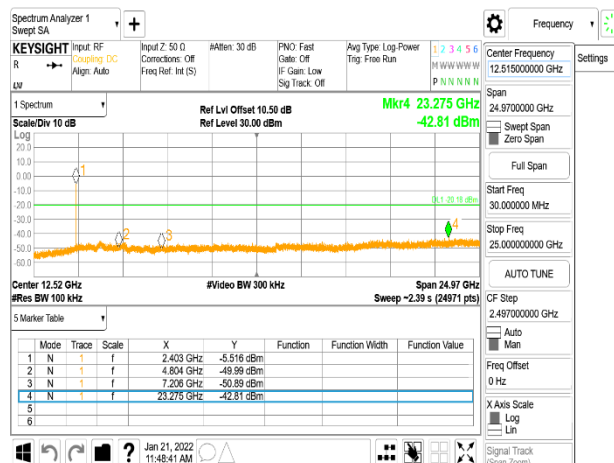 Spectrum Analyzer 1
Swept SA
Frequency
KEYSIGHT
Input: RF
Coupling: DC
Align: Auto
Input Z: 50 Ω
Corrections: Off
Freq Ref: Int (S)
#Atten: 30 dB
PNO: Fast
Gate: Off
IF Gain: Low
Sig Track: Off
Avg Type: Log-Power
Trig: Free Run
1 2 3 4 5 6
M W W W W W
P N N N N N
R
Settings
Center Frequency
12.515000000 GHz
Span
24.9700000 GHz
Swept Span
Zero Span
Full Span
Start Freq
30.000000 MHz
Stop Freq
25.000000000 GHz
AUTO TUNE
CF Step
2.497000000 GHz
Auto
Man
Freq Offset
0 Hz
X Axis Scale
Log
Lin
Signal Track
(Span Zoom)
1 Spectrum
Scale/Div 10 dB
Ref Lvl Offset 10.50 dB
Ref Level 30.00 dBm
Mkr4 23.275 GHz
-42.81 dBm
Log
20.0
10.0
0.00
-10.0
-20.0
-30.0
-40.0
-50.0
-60.0
1
2
3
4
Center 12.52 GHz
#Res BW 100 kHz
#Video BW 300 kHz
Span 24.97 GHz
Sweep ~2.39 s (24971 pts)
5 Marker Table
Mode Trace Scale X Y Function Function Width Function Value
1 N 1 f 2.403 GHz -5.516 dBm
2 N 1 f 4.804 GHz -49.99 dBm
3 N 1 f 7.206 GHz -50.89 dBm
4 N 1 f 23.275 GHz -42.81 dBm
5
6
?
Jan 21, 2022
11:48:41 AM